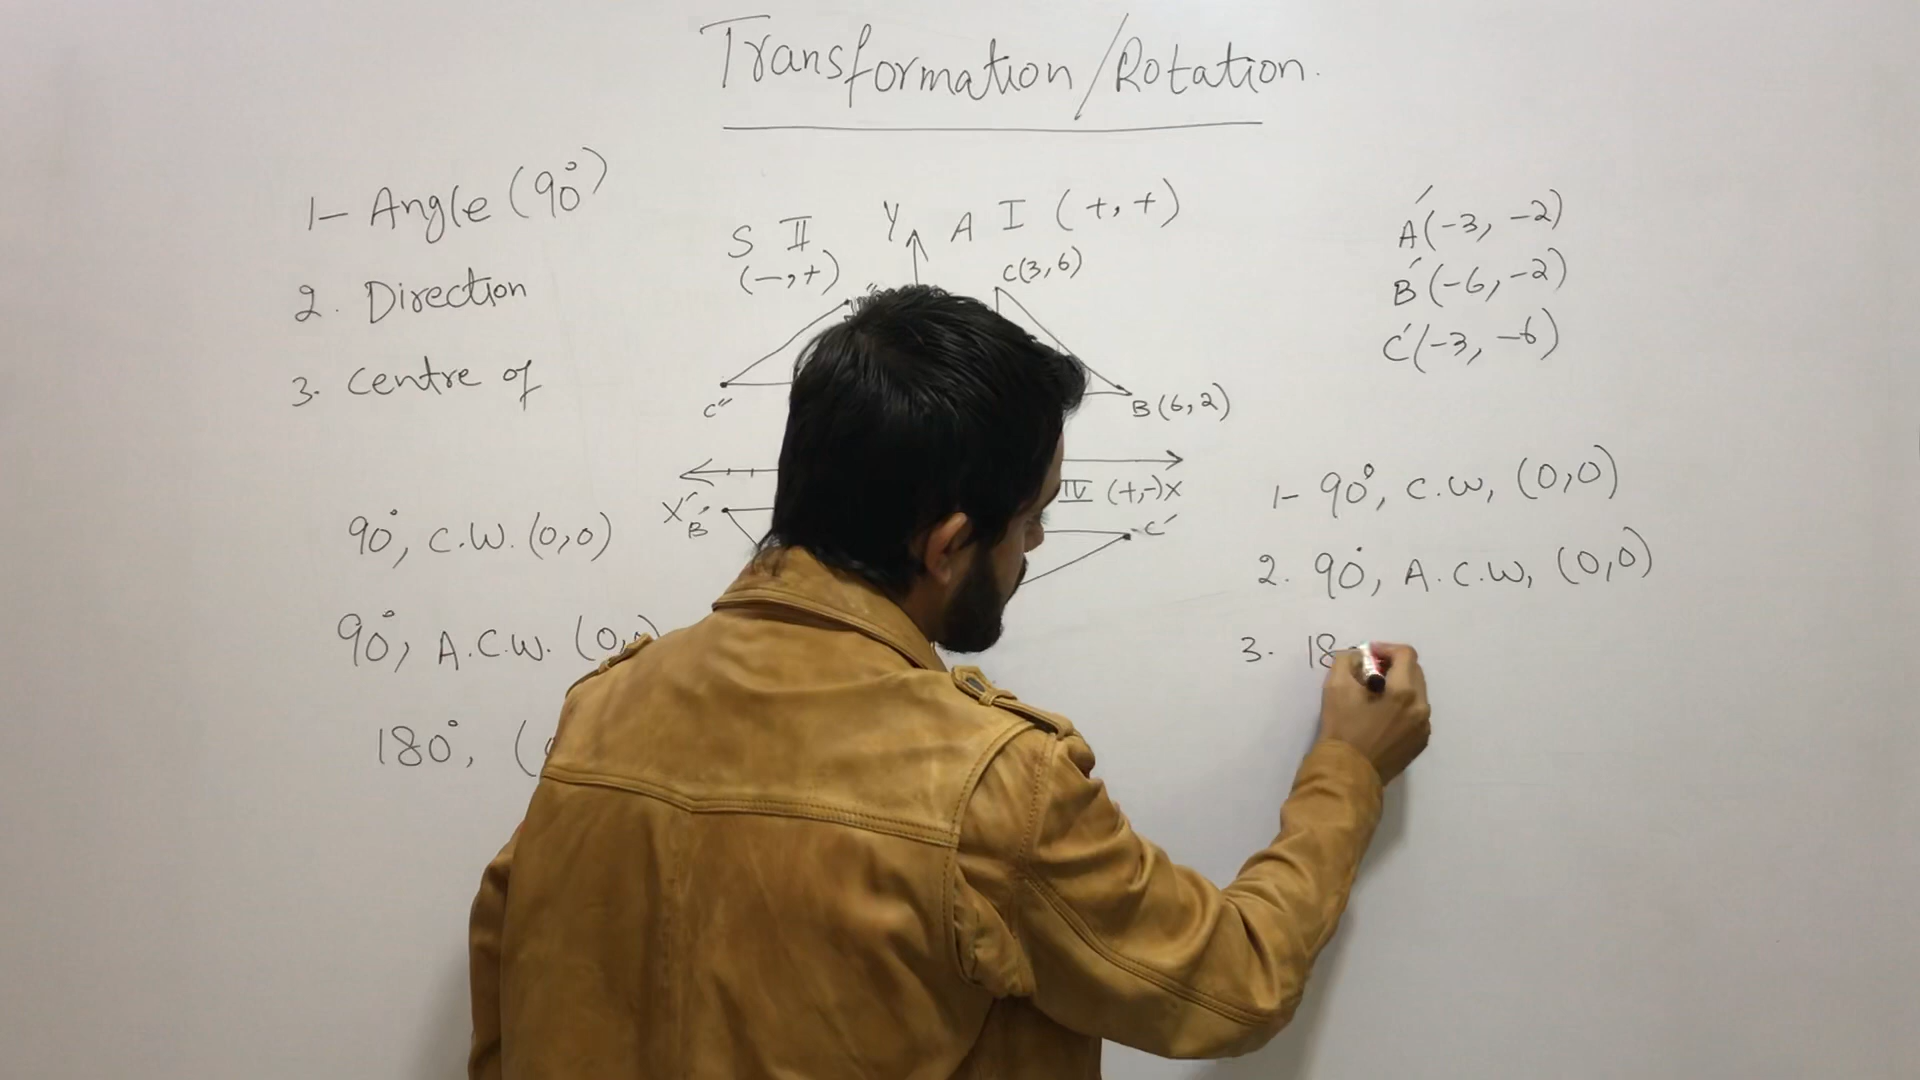 Transformation/Rotation.
1- Angle (90°)
2. Direction
3. Centre of
90°, C.W. (0,0)
90°, A.C.W. (0,
180°, (
S II
(-,+)
Y
A I (+,+)
C(3,6)
C"
B(6,2)
X'
B'
IV (+,-)X
C'
A'(-3, -2)
B'(-6, -2)
C'(-3, -6)
1- 90°, C.W, (0,0)
2. 90°, A.C.W, (0,0)
3. 18